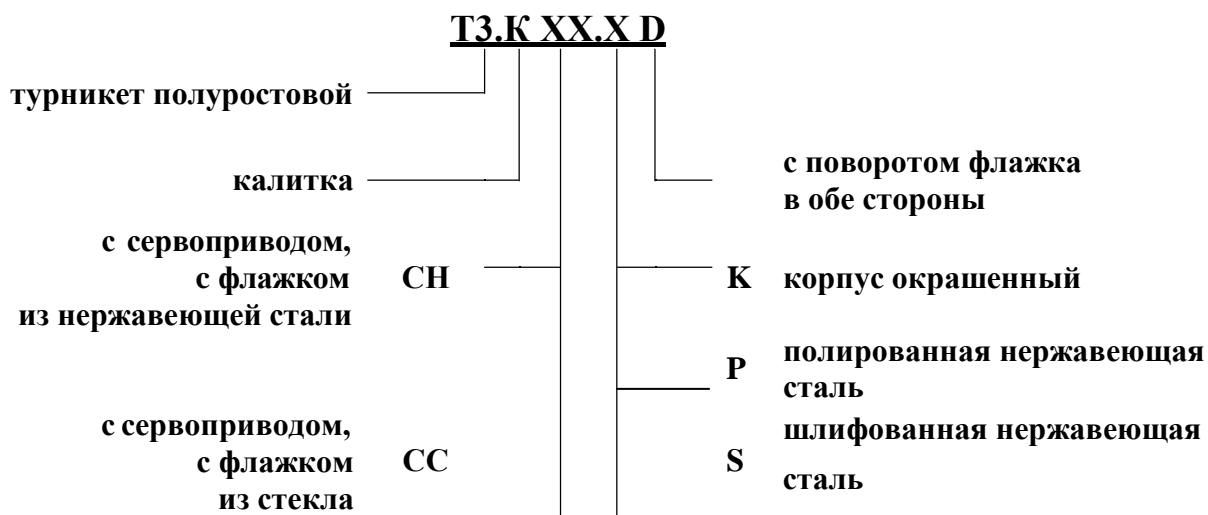 Т3.К ХХ.Х D
турникет полуростовой
калитка
с поворотом флажка
в обе стороны
с сервоприводом,
с флажком
из нержавеющей стали
СН
K корпус окрашенный
P полированная нержавеющая
сталь
с сервоприводом,
с флажком
из стекла
СС
S шлифованная нержавеющая
сталь